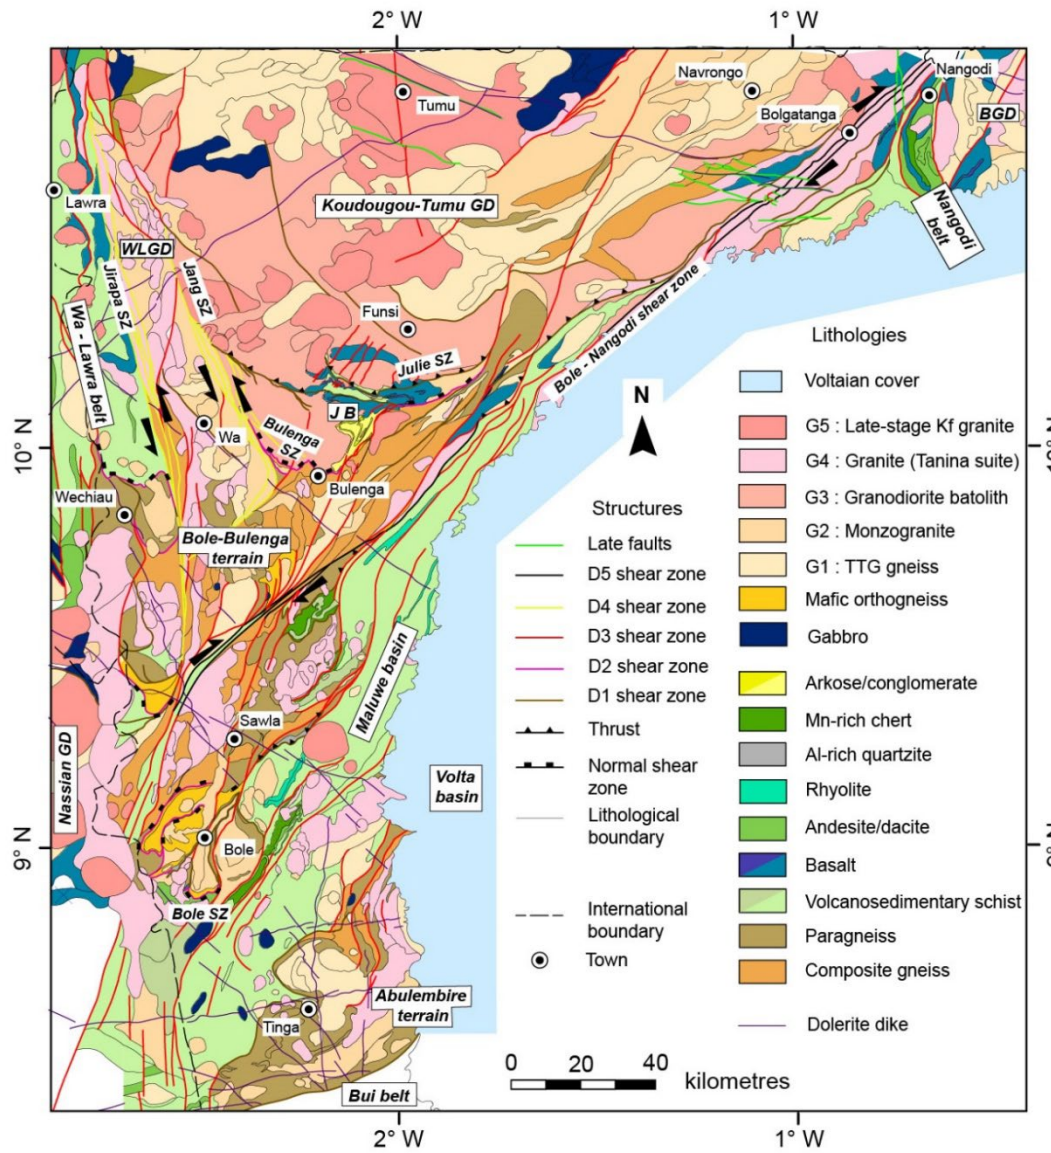 2° W
1° W
Tumu
Navrongo
Bolgatanga
Nangodi
BGD
Lawra
Koudougou-Tumu GD
Nangodi
belt
WLGD
Jirapa SZ
Jang SZ
Wa - Lawra belt
Funsi
Julie SZ
Bole - Nangodi shear zone
J B
Wa
Bulenga
SZ
Bulenga
10° N
Wechiau
Bole-Bulenga
terrain
Maluwe basin
Sawla
Nassian GD
Volta
basin
Bole
9° N
Bole SZ
Abulembire
terrain
Tinga
Bui belt
N
Structures
Late faults
D5 shear zone
D4 shear zone
D3 shear zone
D2 shear zone
D1 shear zone
Thrust
Normal shear
zone
Lithological
boundary
International
boundary
Town
Lithologies
Voltaian cover
G5 : Late-stage Kf granite
G4 : Granite (Tanina suite)
G3 : Granodiorite batolith
G2 : Monzogranite
G1 : TTG gneiss
Mafic orthogneiss
Gabbro
Arkose/conglomerate
Mn-rich chert
Al-rich quartzite
Rhyolite
Andesite/dacite
Basalt
Volcanosedimentary schist
Paragneiss
Composite gneiss
Dolerite dike
0 20 40
kilometres
2° W
1° W